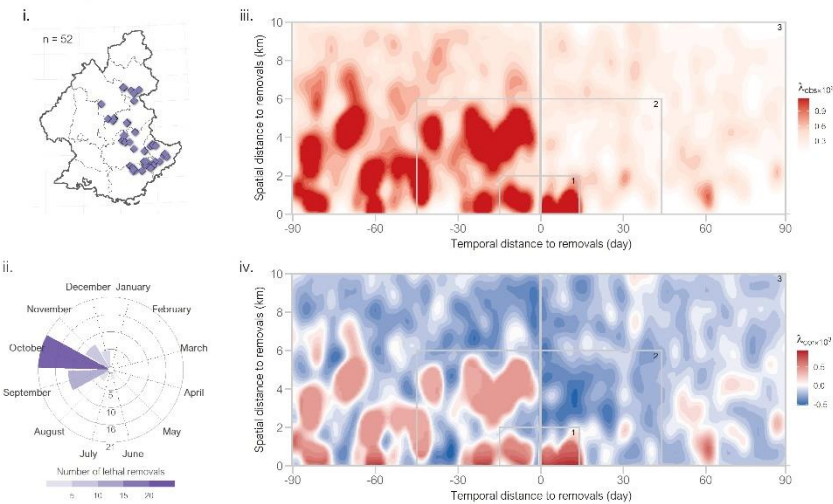 i.
n = 52
ii.
December January
November February
October March
September April
August May
July June
5
10
16
21
Number of lethal removals
5 10 15 20
iii.
Spatial distance to removals (km)
10
8
6
4
2
0
3
2
1
-90 -60 -30 0 30 60 90
Temporal distance to removals (day)
0.9
0.6
0.3
iv.
Spatial distance to removals (km)
10
8
6
4
2
0
3
2
1
-90 -60 -30 0 30 60 90
Temporal distance to removals (day)
0.5
0.0
-0.5